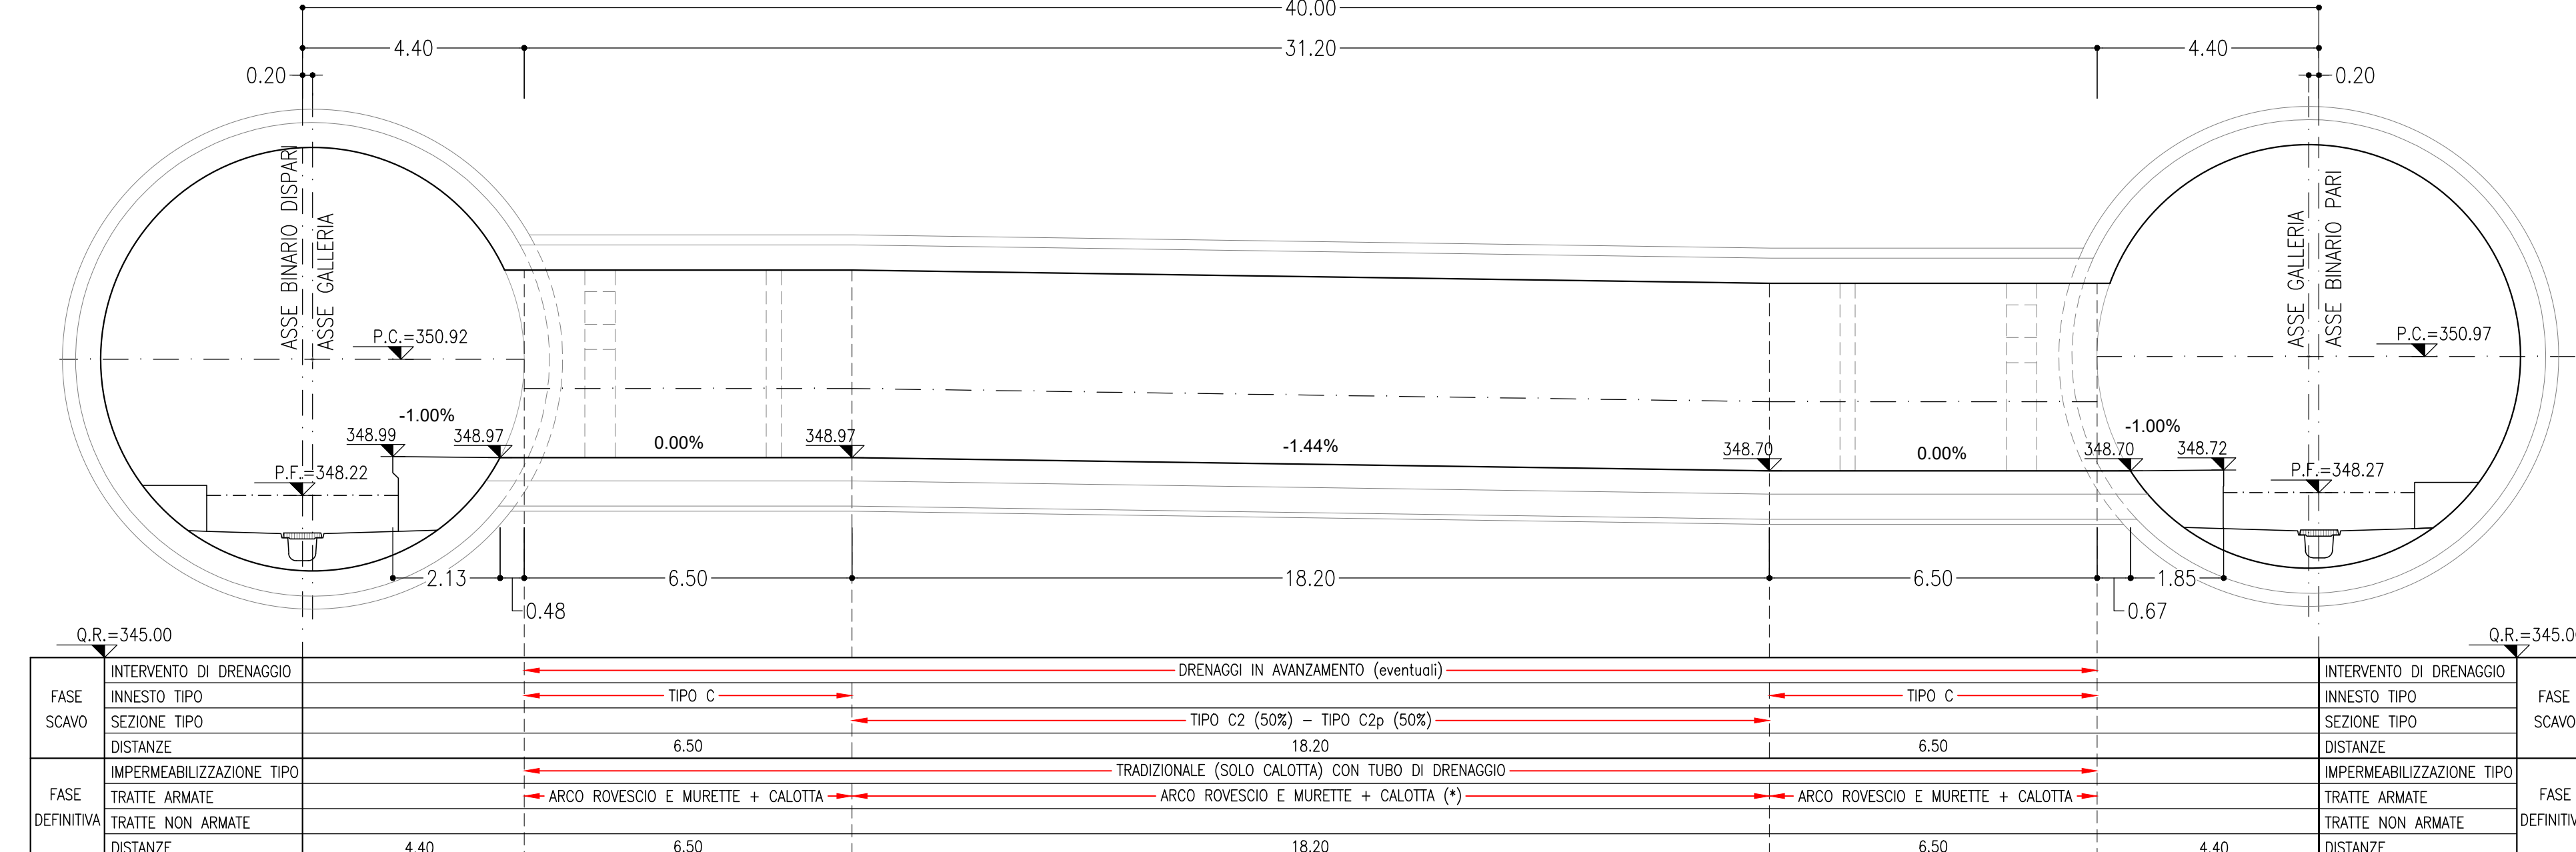 40.00
4.40 31.20 4.40
0.20 0.20
ASSE BINARIO DISPARI
ASSE GALLERIA
ASSE GALLERIA
ASSE BINARIO PARI
P.C.=350.92 P.C.=350.97
-1.00% -1.00%
348.99 348.97 0.00% 348.97 -1.44% 348.70 0.00% 348.70 348.72
P.F.=348.22 P.F.=348.27
2.13 6.50 18.20 6.50 1.85
0.48 0.67
Q.R.=345.00 Q.R.=345.0
FASE SCAVO
INTERVENTO DI DRENAGGIO DRENAGGI IN AVANZAMENTO (eventuali) INTERVENTO DI DRENAGGIO
INNESTO TIPO TIPO C TIPO C INNESTO TIPO
SEZIONE TIPO TIPO C2 (50%) – TIPO C2p (50%) SEZIONE TIPO
DISTANZE 6.50 18.20 6.50 DISTANZE
FASE SCAVO
FASE DEFINITIVA
IMPERMEABILIZZAZIONE TIPO TRADIZIONALE (SOLO CALOTTA) CON TUBO DI DRENAGGIO IMPERMEABILIZZAZIONE TIPO
TRATTE ARMATE ARCO ROVESCIO E MURETTE + CALOTTA ARCO ROVESCIO E MURETTE + CALOTTA (*) ARCO ROVESCIO E MURETTE + CALOTTA TRATTE ARMATE
TRATTE NON ARMATE TRATTE NON ARMATE
DISTANZE 4.40 6.50 18.20 6.50 4.40 DISTANZE
FASE DEFINITIV